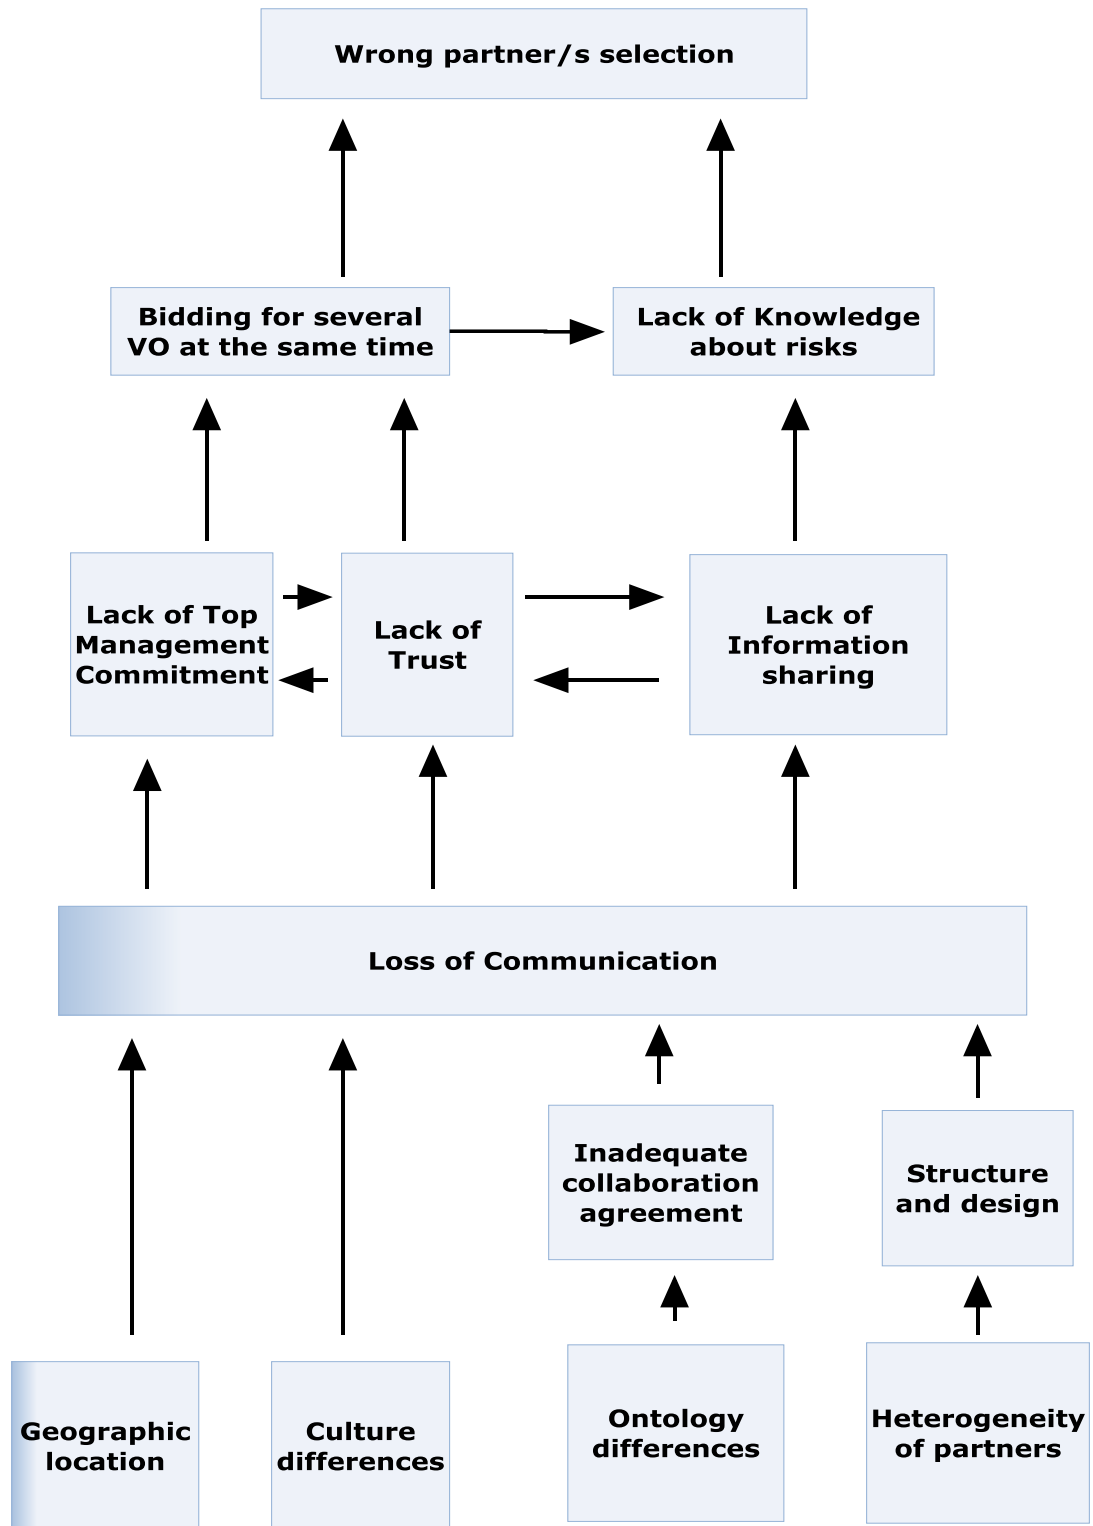 Wrong partner/s selection
Bidding for several
VO at the same time
Lack of Knowledge
about risks
Lack of Top
Management
Commitment
Lack of
Trust
Lack of
Information
sharing
Loss of Communication
Inadequate
collaboration
agreement
Structure
and design
Geographic
location
Culture
differences
Ontology
differences
Heterogeneity
of partners